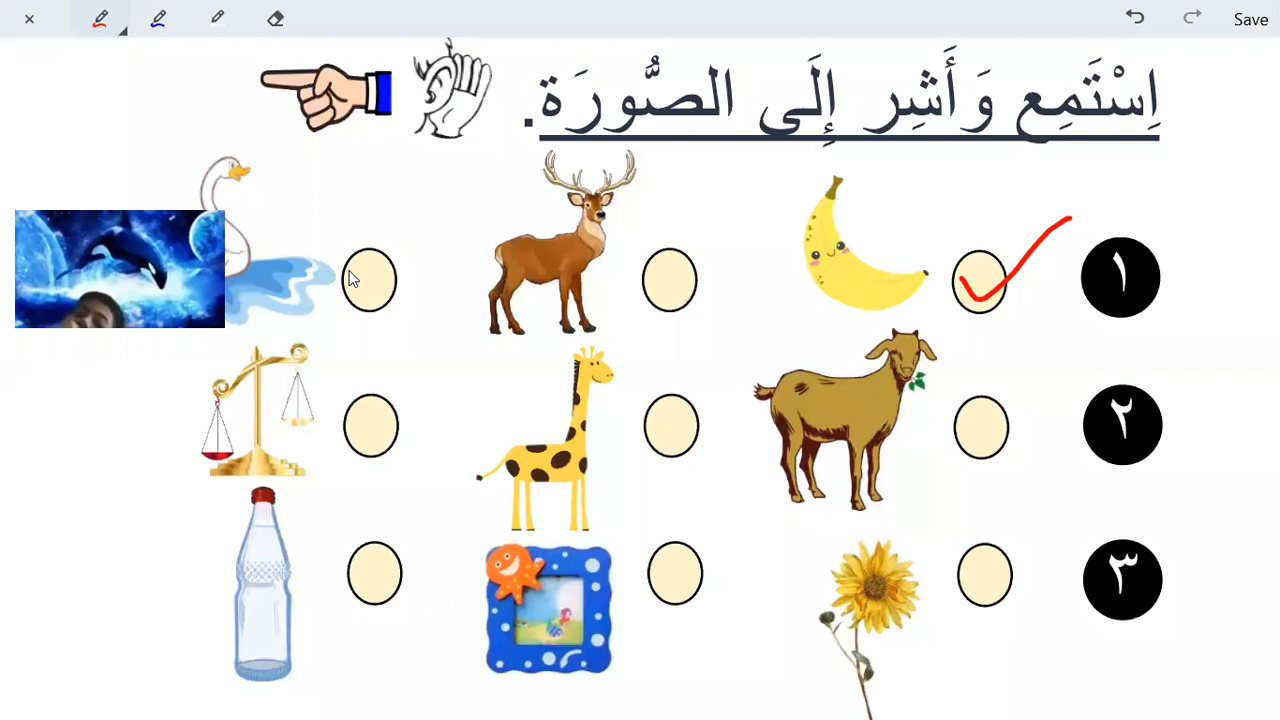 Save
اِسْتَمِع وَأَشِر إِلَى الصُّورَة.
١
٢
٣